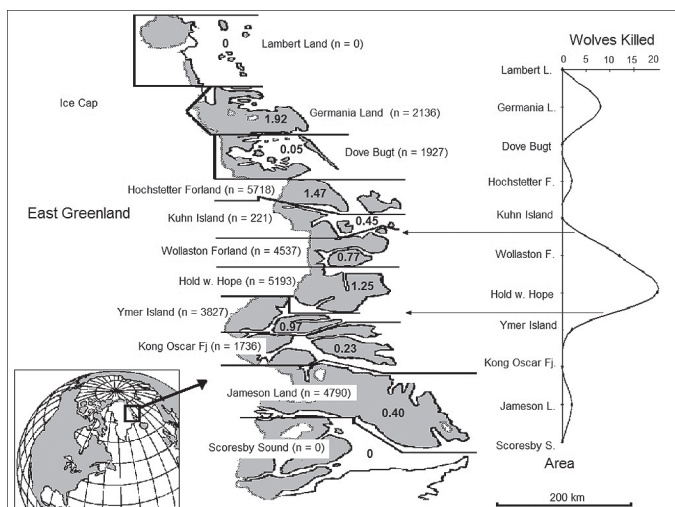 Wolves Killed
0 5 10 15 20
Lambert Land (n = 0)
0
Lambert L.
Ice Cap
Germania Land (n = 2136)
1.92
Germania L.
0.05
Dove Bugt (n = 1927)
Dove Bugt
Hochstetter Forland (n = 5718)
1.47
Hochstetter F.
East Greenland
Kuhn Island (n = 221)
0.45
Kuhn Island
Wollaston Forland (n = 4537)
0.77
Wollaston F.
Hold w. Hope (n = 5193)
1.25
Hold w. Hope
Ymer Island (n = 3827)
0.97
Ymer Island
Kong Oscar Fj (n = 1736)
0.23
Kong Oscar Fj.
Jameson Land (n = 4790)
0.40
Jameson L.
Scoresby Sound (n = 0)
0
Scoresby S.
Area
200 km